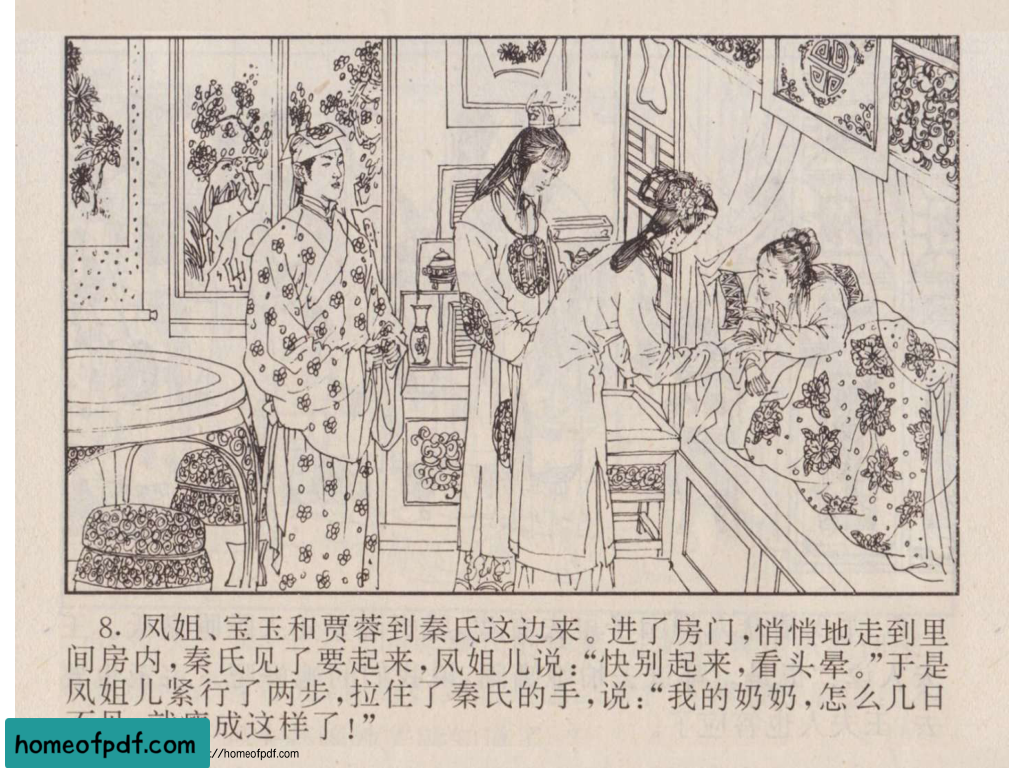 8. 凤姐、宝玉和贾蓉到秦氏这边来。进了房门,悄悄地走到里
间房内,秦氏见了要起来,凤姐儿说:“快别起来,看头晕。”于是
凤姐儿紧行了两步,拉住了秦氏的手,说:“我的奶奶,怎么几日
成这样了!”
homeofpdf.com
://homeofpdf.com